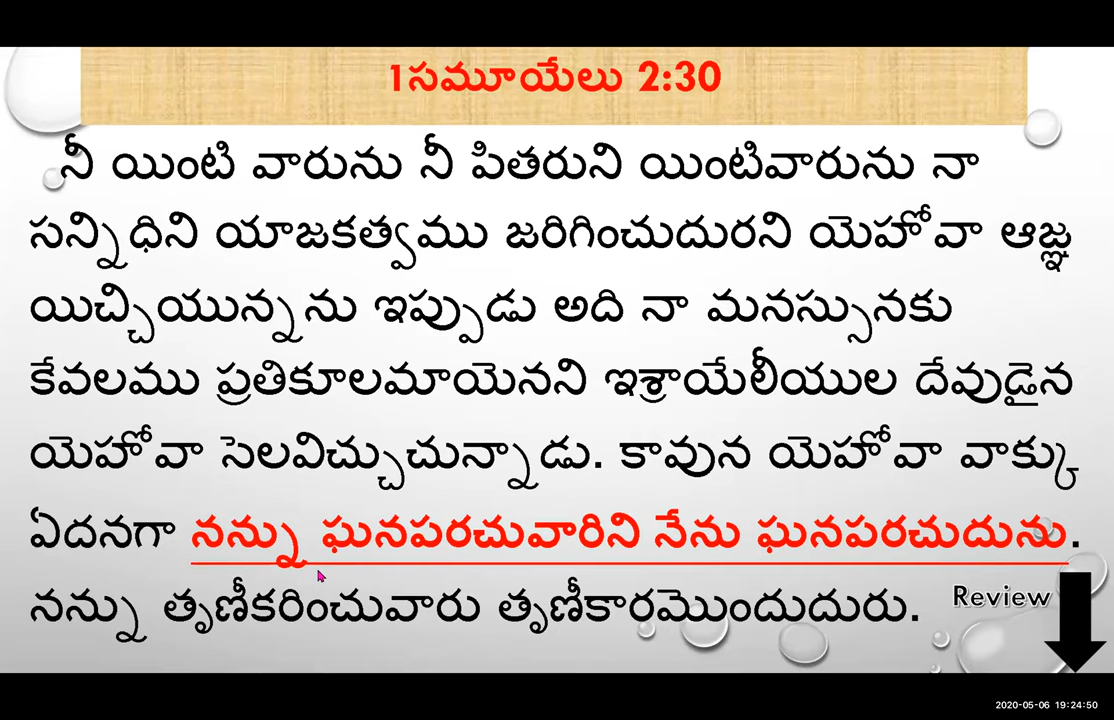 1సమూయేలు 2:30
నీ యింటి వారును నీ పితరుని యింటివారును నా
సన్నిధిని యాజకత్వము జరిగించుదురని యెహోవా ఆజ్ఞ
యిచ్చియున్నను ఇప్పుడు అది నా మనస్సునకు
కేవలము ప్రతికూలమాయెనని ఇశ్రాయేలీయుల దేవుడైన
యెహోవా సెలవిచ్చుచున్నాడు. కావున యెహోవా వాక్కు
ఏదనగా నన్ను ఘనపరచువారిని నేను ఘనపరచుదును.
నన్ను తృణీకరించువారు తృణీకారమొందుదురు.
Review
2020-05-06 19:24:50